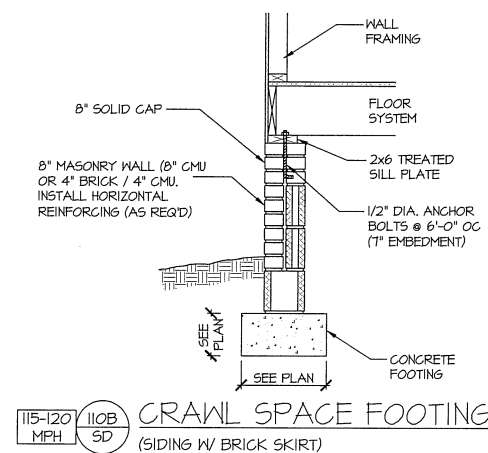 WALL
FRAMING
8" SOLID CAP
FLOOR
SYSTEM
8" MASONRY WALL (8" CMU
OR 4" BRICK / 4" CMU.
INSTALL HORIZONTAL
REINFORCING (AS REQ'D)
2x6 TREATED
SILL PLATE
1/2" DIA. ANCHOR
BOLTS @ 6'-0" OC
(7" EMBEDMENT)
SEE
PLAN
SEE PLAN
CONCRETE
FOOTING
115-120
MPH
110B
SD
CRAWL SPACE FOOTING
(SIDING W/ BRICK SKIRT)